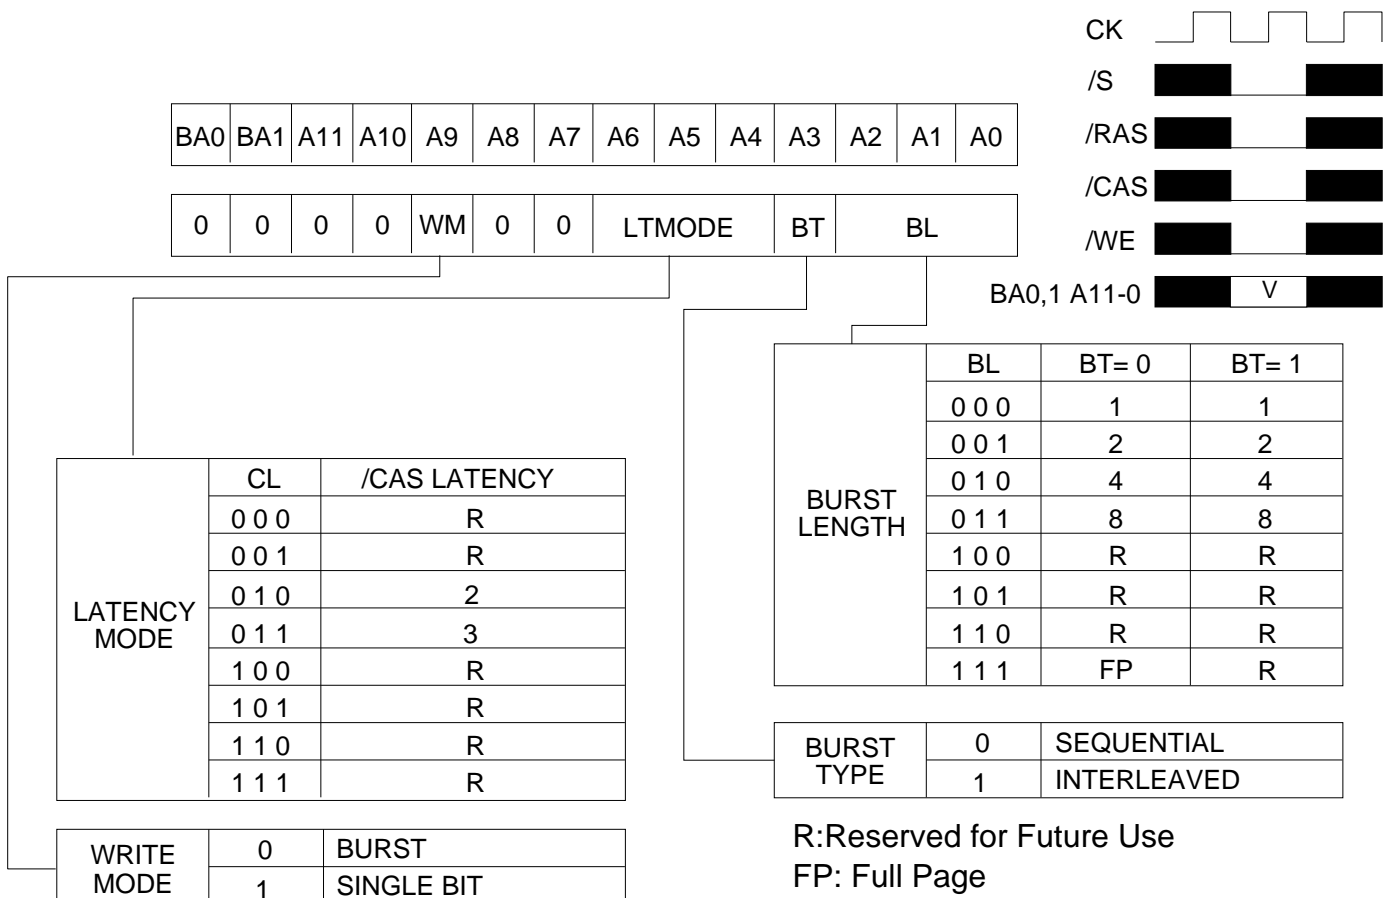 CK
/S
/RAS
/CAS
/WE
BA0,1 A11-0 V
BA0 BA1 A11 A10 A9 A8 A7 A6 A5 A4 A3 A2 A1 A0
0 0 0 0 WM 0 0 LTMODE BT BL
BURST
LENGTH
BL BT= 0 BT= 1
0 0 0 1 1
0 0 1 2 2
0 1 0 4 4
0 1 1 8 8
1 0 0 R R
1 0 1 R R
1 1 0 R R
1 1 1 FP R
LATENCY
MODE
CL /CAS LATENCY
0 0 0 R
0 0 1 R
0 1 0 2
0 1 1 3
1 0 0 R
1 0 1 R
1 1 0 R
1 1 1 R
BURST
TYPE
0 SEQUENTIAL
1 INTERLEAVED
WRITE
MODE
0 BURST
1 SINGLE BIT
R:Reserved for Future Use
FP: Full Page